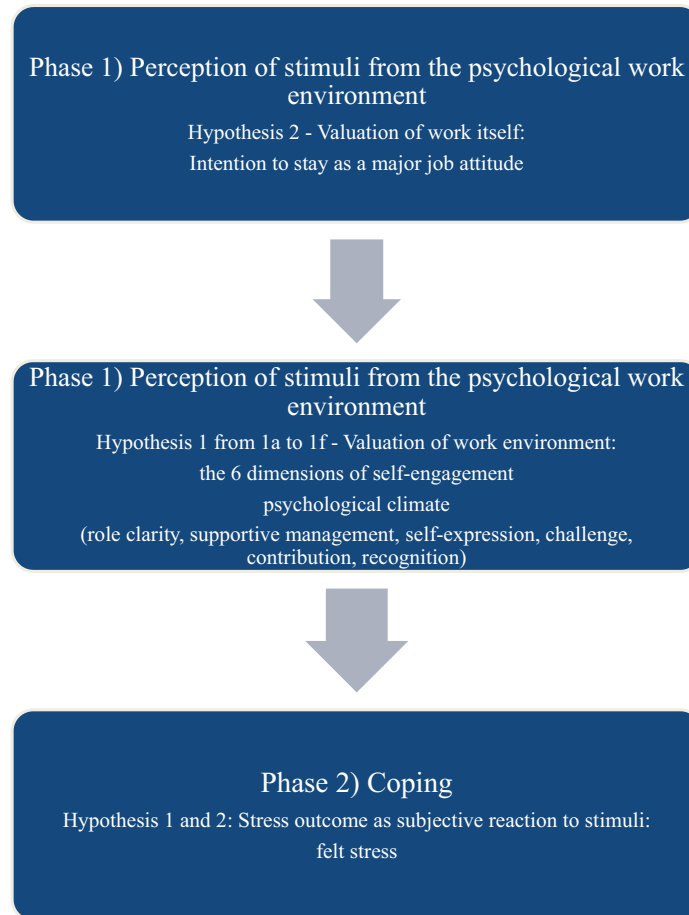 Phase 1) Perception of stimuli from the psychological work
environment
Hypothesis 2 - Valuation of work itself:
Intention to stay as a major job attitude
Phase 1) Perception of stimuli from the psychological work
environment
Hypothesis 1 from 1a to 1f - Valuation of work environment:
the 6 dimensions of self-engagement
psychological climate
(role clarity, supportive management, self-expression, challenge,
contribution, recognition)
Phase 2) Coping
Hypothesis 1 and 2: Stress outcome as subjective reaction to stimuli:
felt stress